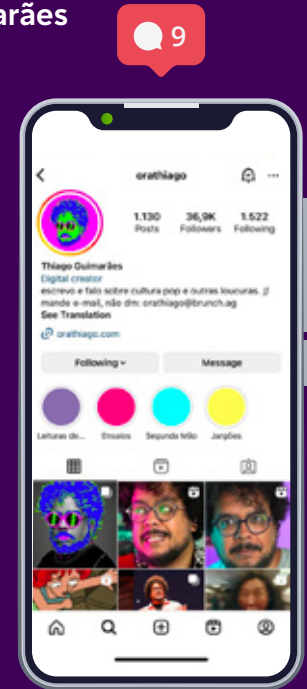 arães
9
orathiago
1.130 36,9K 1.522
Posts Followers Following
Thiago Guimarães
Digital creator
escrevo e falo sobre cultura pop e outras loucuras. //
mande e-mail, não dm: orathiago@brunch.ag
See Translation
orathiago.com
Following Message
Leituras de... Ensaios Segunda telão Jargões